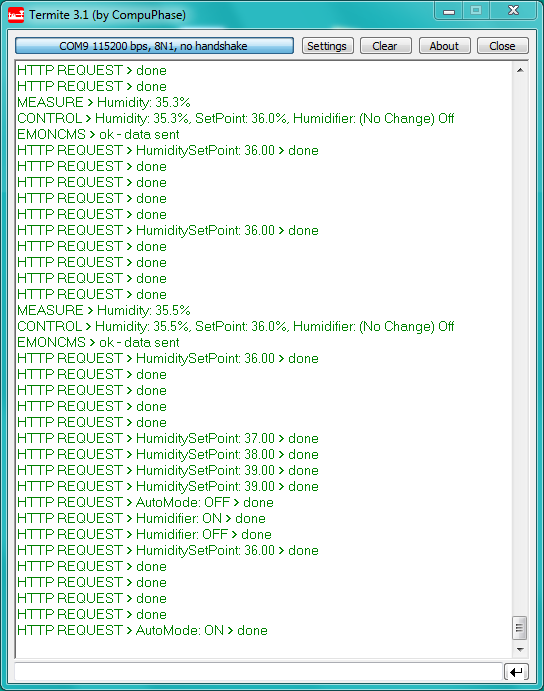 Termite 3.1 (by CompuPhase)
COM9 115200 bps, 8N1, no handshake Settings Clear About Close
HTTP REQUEST > done
HTTP REQUEST > done
MEASURE > Humidity: 35.3%
CONTROL > Humidity: 35.3%, SetPoint: 36.0%, Humidifier: (No Change) Off
EMONCMS > ok - data sent
HTTP REQUEST > HumiditySetPoint: 36.00 > done
HTTP REQUEST > done
HTTP REQUEST > done
HTTP REQUEST > done
HTTP REQUEST > done
HTTP REQUEST > HumiditySetPoint: 36.00 > done
HTTP REQUEST > done
HTTP REQUEST > done
HTTP REQUEST > done
HTTP REQUEST > done
MEASURE > Humidity: 35.5%
CONTROL > Humidity: 35.5%, SetPoint: 36.0%, Humidifier: (No Change) Off
EMONCMS > ok - data sent
HTTP REQUEST > HumiditySetPoint: 36.00 > done
HTTP REQUEST > done
HTTP REQUEST > done
HTTP REQUEST > done
HTTP REQUEST > done
HTTP REQUEST > HumiditySetPoint: 37.00 > done
HTTP REQUEST > HumiditySetPoint: 38.00 > done
HTTP REQUEST > HumiditySetPoint: 39.00 > done
HTTP REQUEST > HumiditySetPoint: 39.00 > done
HTTP REQUEST > AutoMode: OFF > done
HTTP REQUEST > Humidifier: ON > done
HTTP REQUEST > Humidifier: OFF > done
HTTP REQUEST > HumiditySetPoint: 36.00 > done
HTTP REQUEST > done
HTTP REQUEST > done
HTTP REQUEST > done
HTTP REQUEST > done
HTTP REQUEST > AutoMode: ON > done